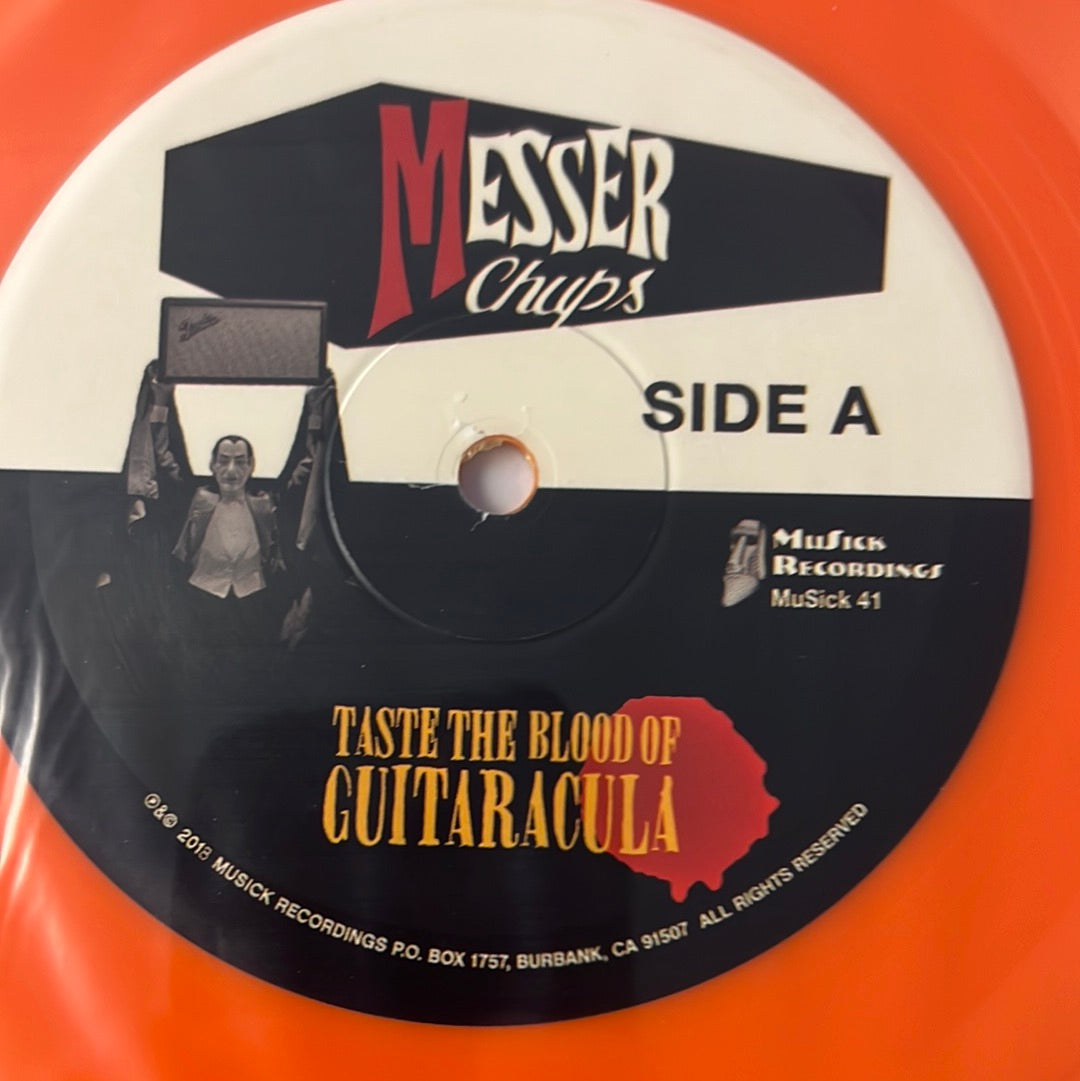 MESSER
Chups
SIDE A
MuSick
Recordings
MuSick 41
TASTE THE BLOOD OF
GUITARACULA
℗&© 2018 MUSICK RECORDINGS P.O. BOX 1757, BURBANK, CA 91507 ALL RIGHTS RESERVED